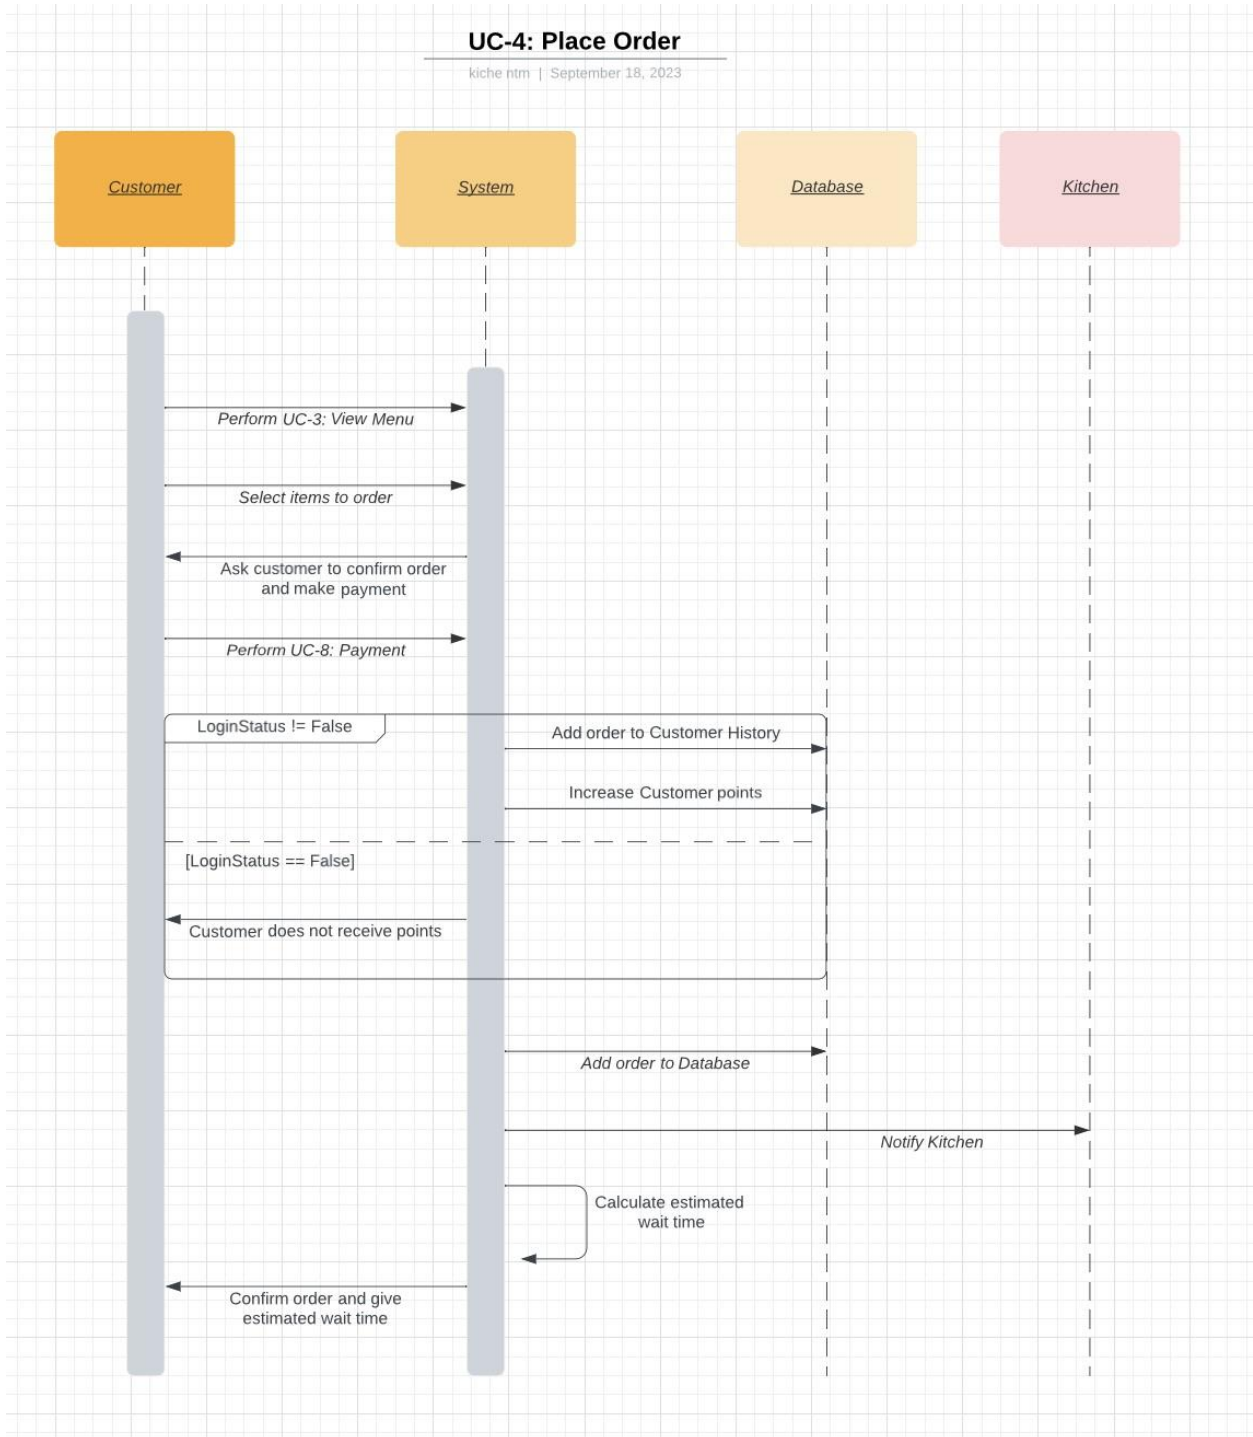 UC-4: Place Order
kiche ntm | September 18, 2023
Customer
System
Database
Kitchen
Perform UC-3: View Menu
Select items to order
Ask customer to confirm order
and make payment
Perform UC-8: Payment
LoginStatus != False
Add order to Customer History
Increase Customer points
[LoginStatus == False]
Customer does not receive points
Add order to Database
Notify Kitchen
Calculate estimated
wait time
Confirm order and give
estimated wait time